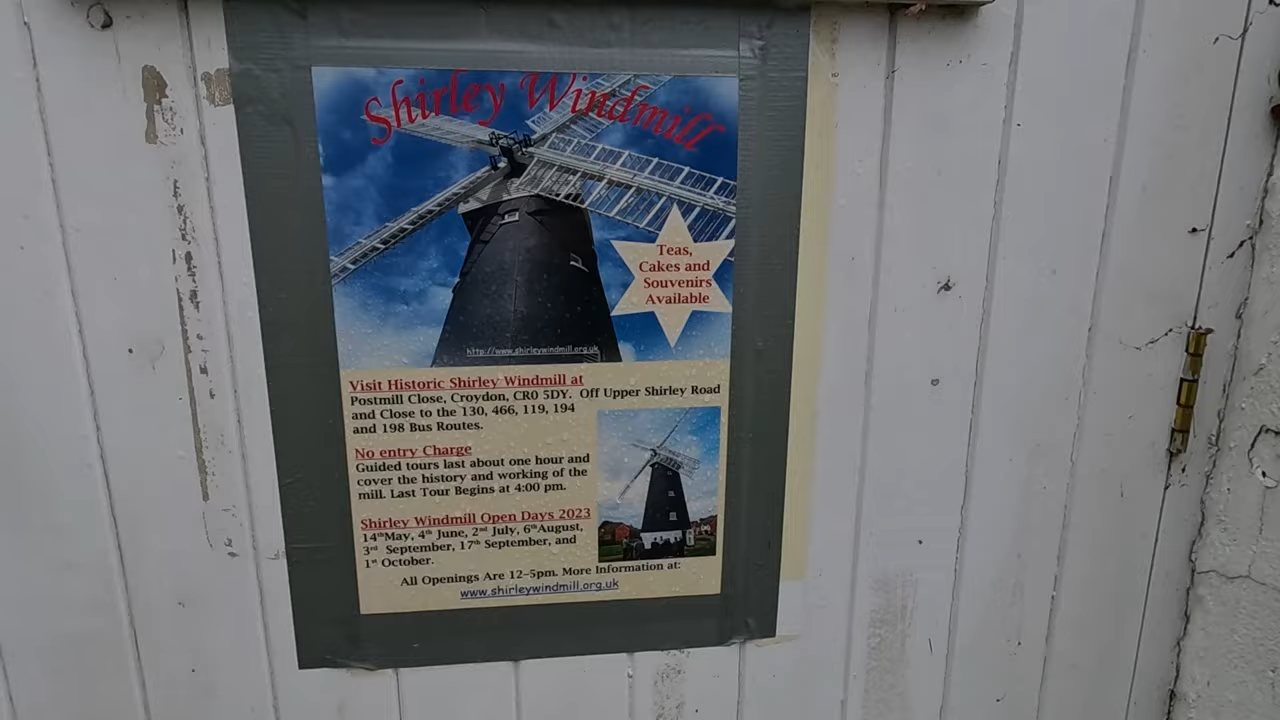 Shirley Windmill
Teas,
Cakes and
Souvenirs
Available
http://www.shirleywindmill.org.uk
Visit Historic Shirley Windmill at
Postmill Close, Croydon, CR0 5DY. Off Upper Shirley Road
and Close to the 130, 466, 119, 194
and 198 Bus Routes.
No entry Charge
Guided tours last about one hour and
cover the history and working of the
mill. Last Tour Begins at 4:00 pm.
Shirley Windmill Open Days 2023
14th May, 4th June, 2nd July, 6th August,
3rd September, 17th September, and
1st October.
All Openings Are 12-5pm. More Information at:
www.shirleywindmill.org.uk